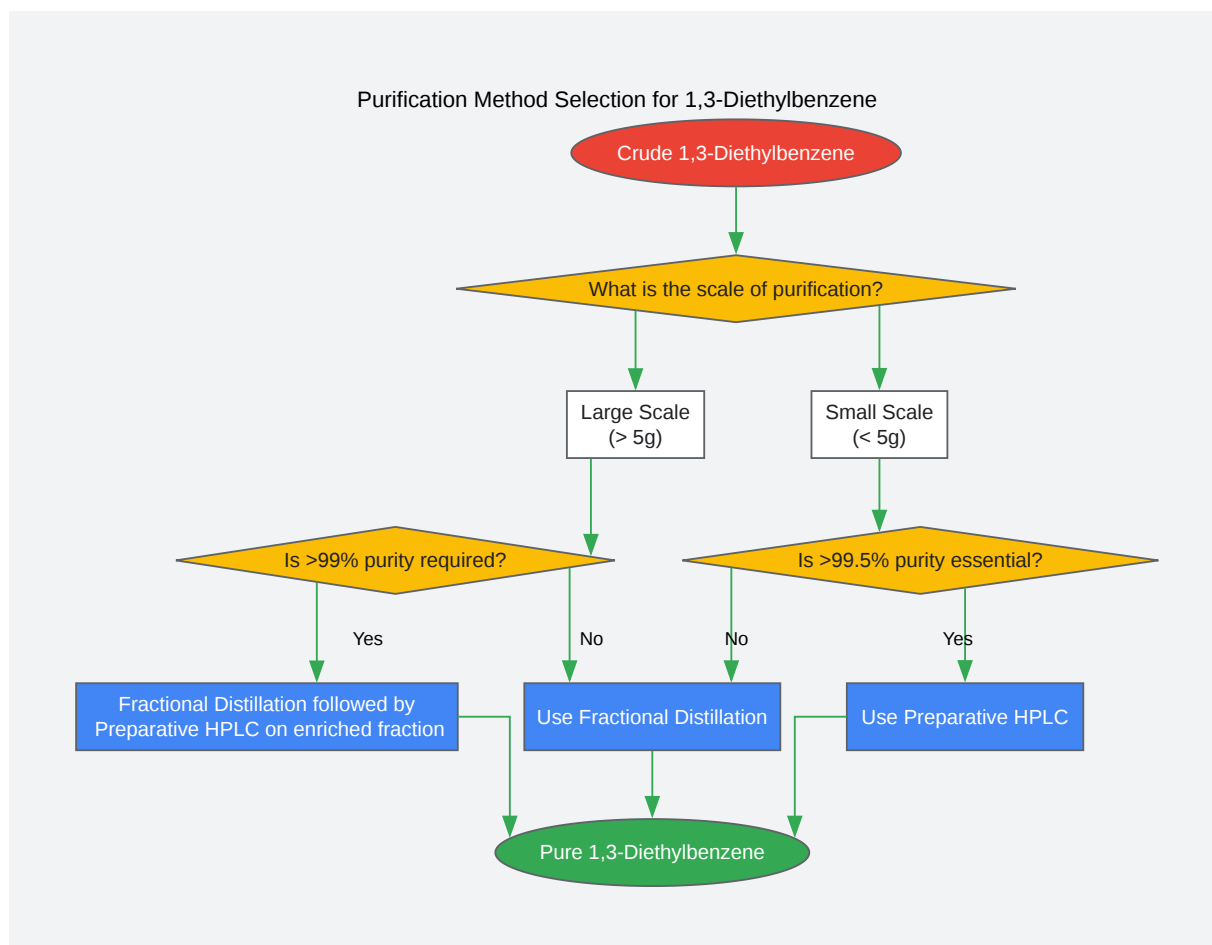 Purification Method Selection for 1,3-Diethylbenzene
Crude 1,3-Diethylbenzene
What is the scale of purification?
Large Scale
(> 5g)
Small Scale
(< 5g)
Is >99% purity required?
Is >99.5% purity essential?
Yes
No
No
Yes
Fractional Distillation followed by
Preparative HPLC on enriched fraction
Use Fractional Distillation
Use Preparative HPLC
Pure 1,3-Diethylbenzene